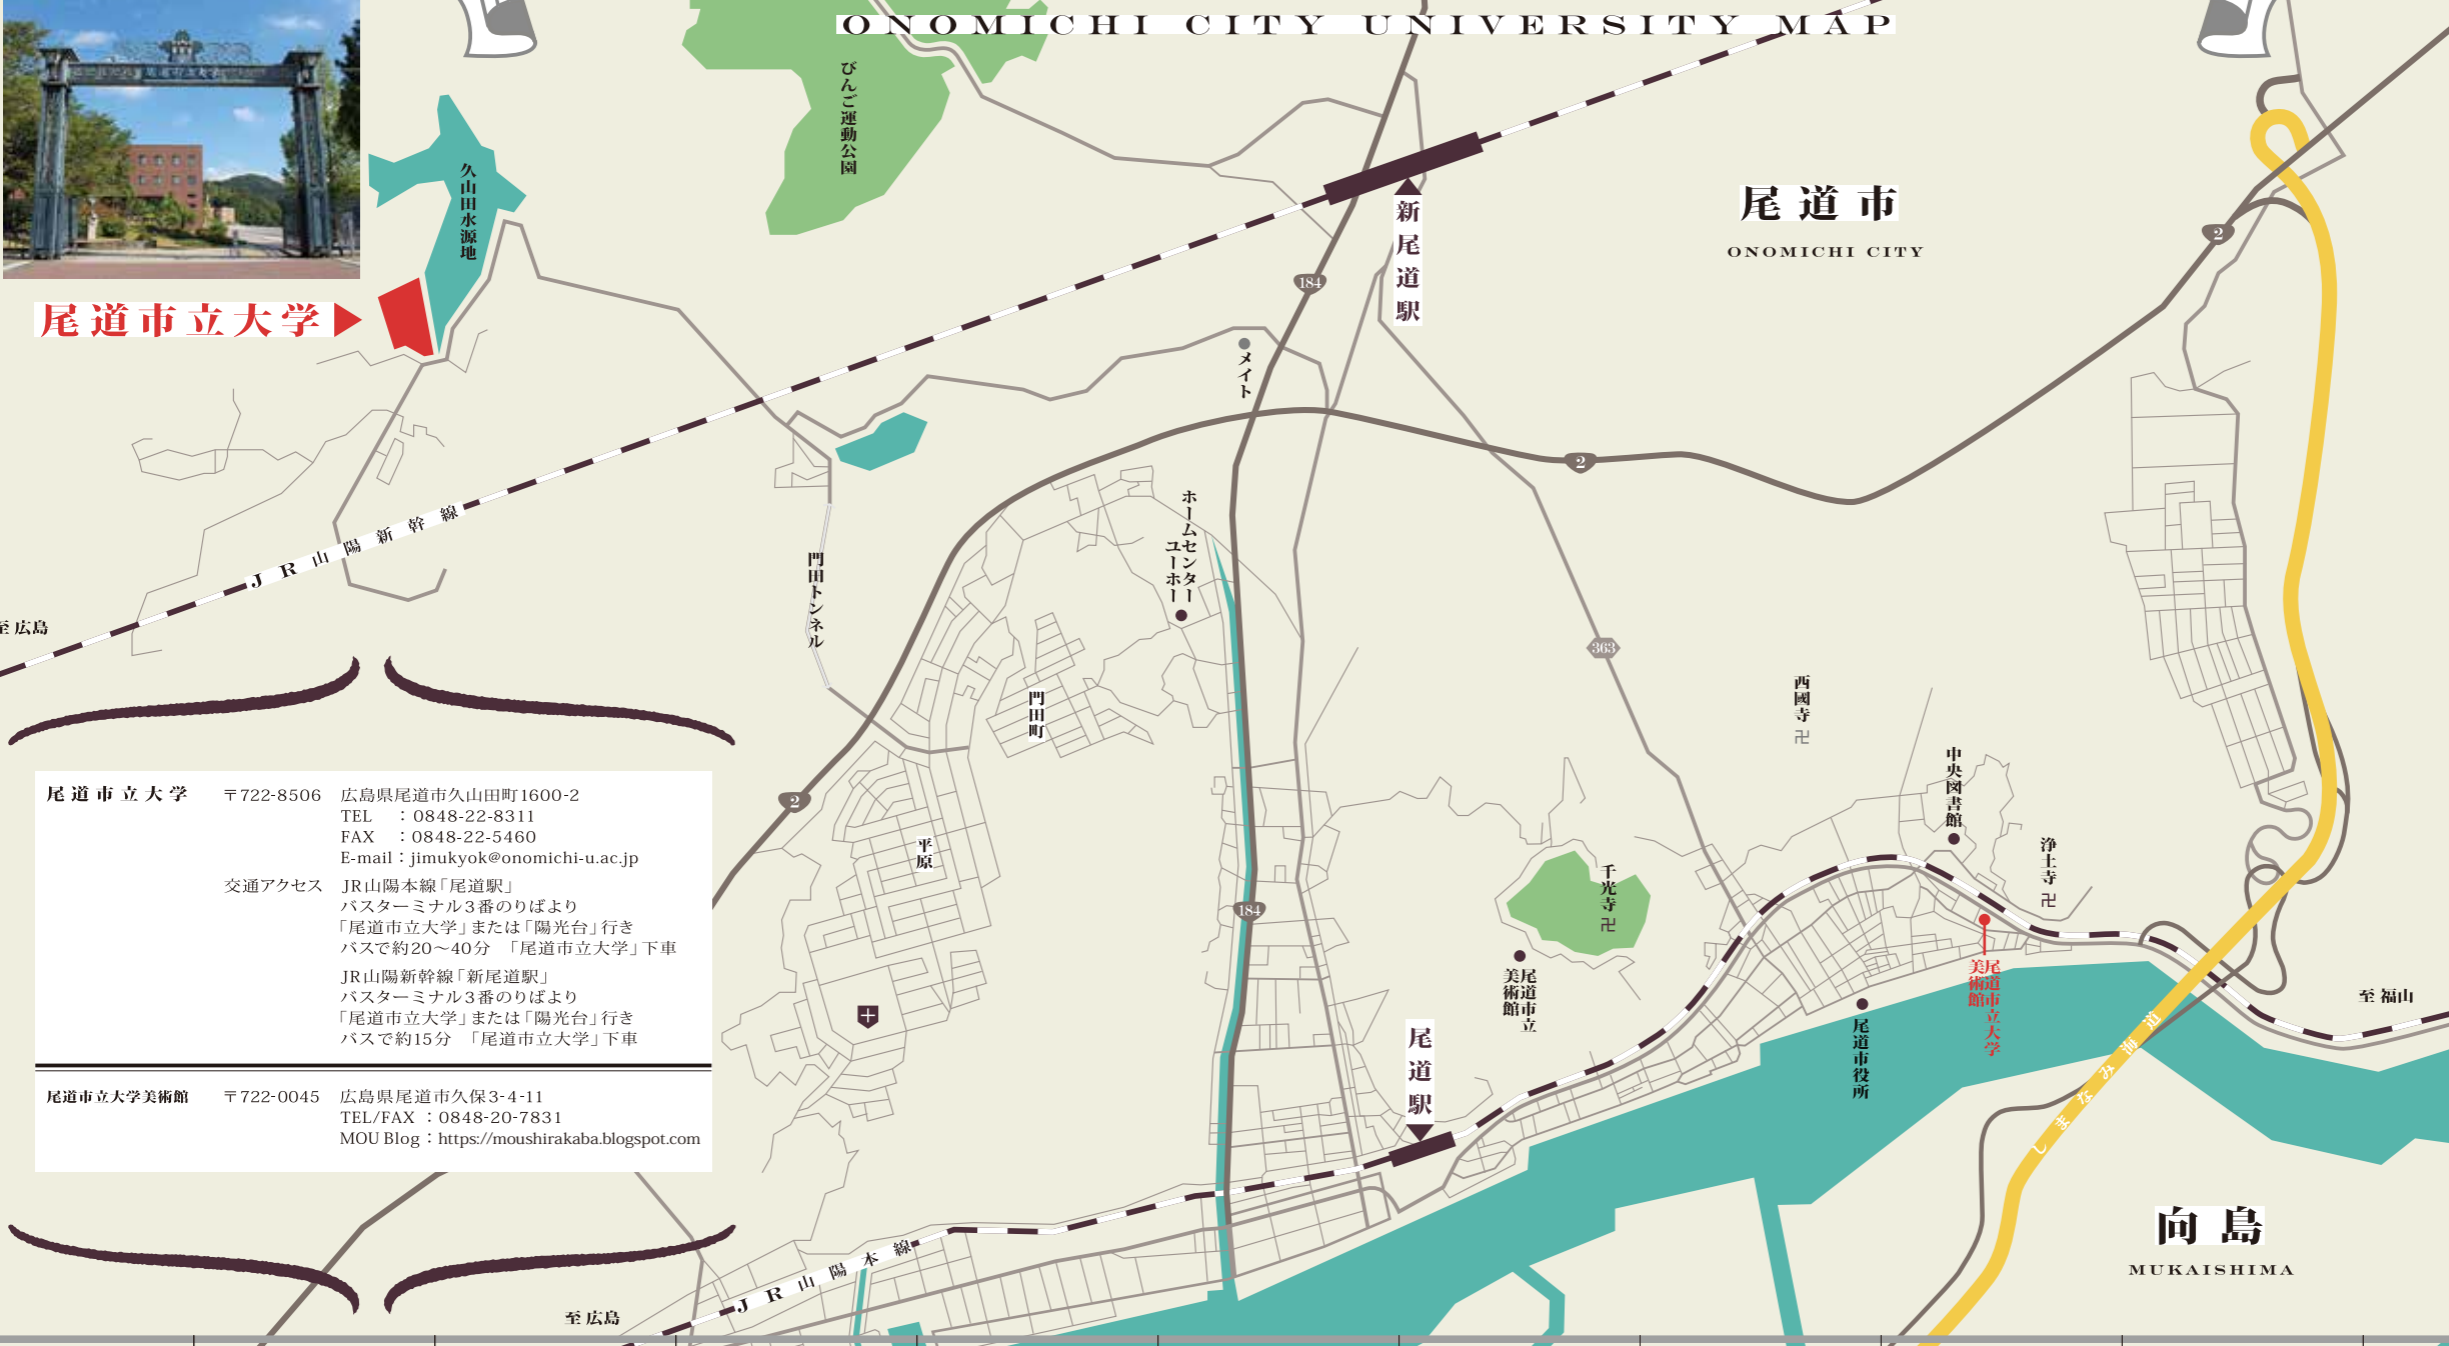 ONOMICHI CITY UNIVERSITY MAP
びんご運動公園
久山田水源地
尾道市立大学
新尾道駅
尾道市
ONOMICHI CITY
2
184
メイト
2
JR山陽新幹線
至 広島
門田トンネル
ホームセンター
ユーホー
門田町
363
西國寺 卍
中央図書館
浄土寺 卍
2
平原
千光寺 卍
184
尾道市立
美術館
尾道市立大学
美術館
尾道駅
尾道市役所
至 福山
しまなみ海道
向島
MUKAISHIMA
JR山陽本線
至 広島
尾道市立大学 〒722-8506 広島県尾道市久山田町1600-2
TEL :0848-22-8311
FAX :0848-22-5460
E-mail:jimukyok@onomichi-u.ac.jp
交通アクセス JR山陽本線「尾道駅」
バスターミナル3番のりばより
「尾道市立大学」または「陽光台」行き
バスで約20〜40分 「尾道市立大学」下車
JR山陽新幹線「新尾道駅」
バスターミナル3番のりばより
「尾道市立大学」または「陽光台」行き
バスで約15分 「尾道市立大学」下車
尾道市立大学美術館 〒722-0045 広島県尾道市久保3-4-11
TEL/FAX :0848-20-7831
MOU Blog:https://moushirakaba.blogspot.com